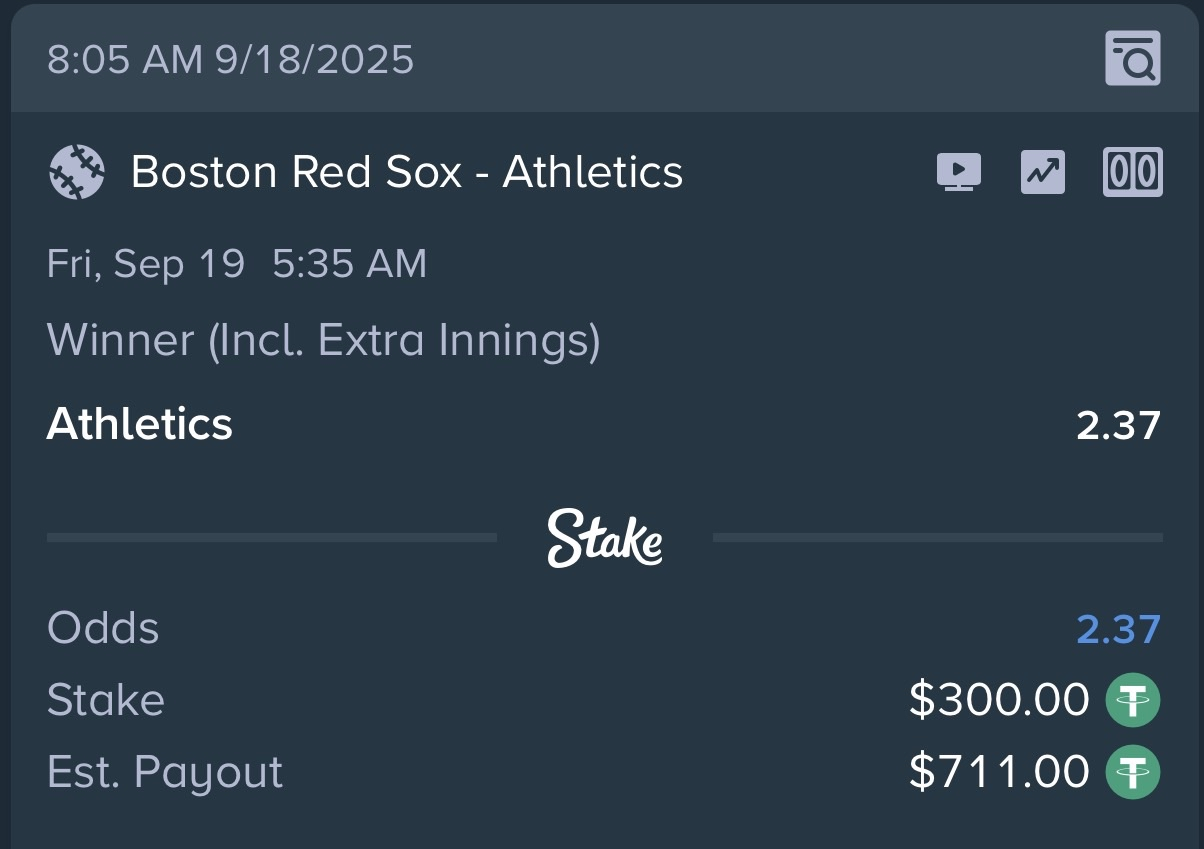 8:05 AM 9/18/2025
Boston Red Sox - Athletics
Fri, Sep 19 5:35 AM
Winner (Incl. Extra Innings)
Athletics 2.37
Stake
Odds 2.37
Stake $300.00
Est. Payout $711.00